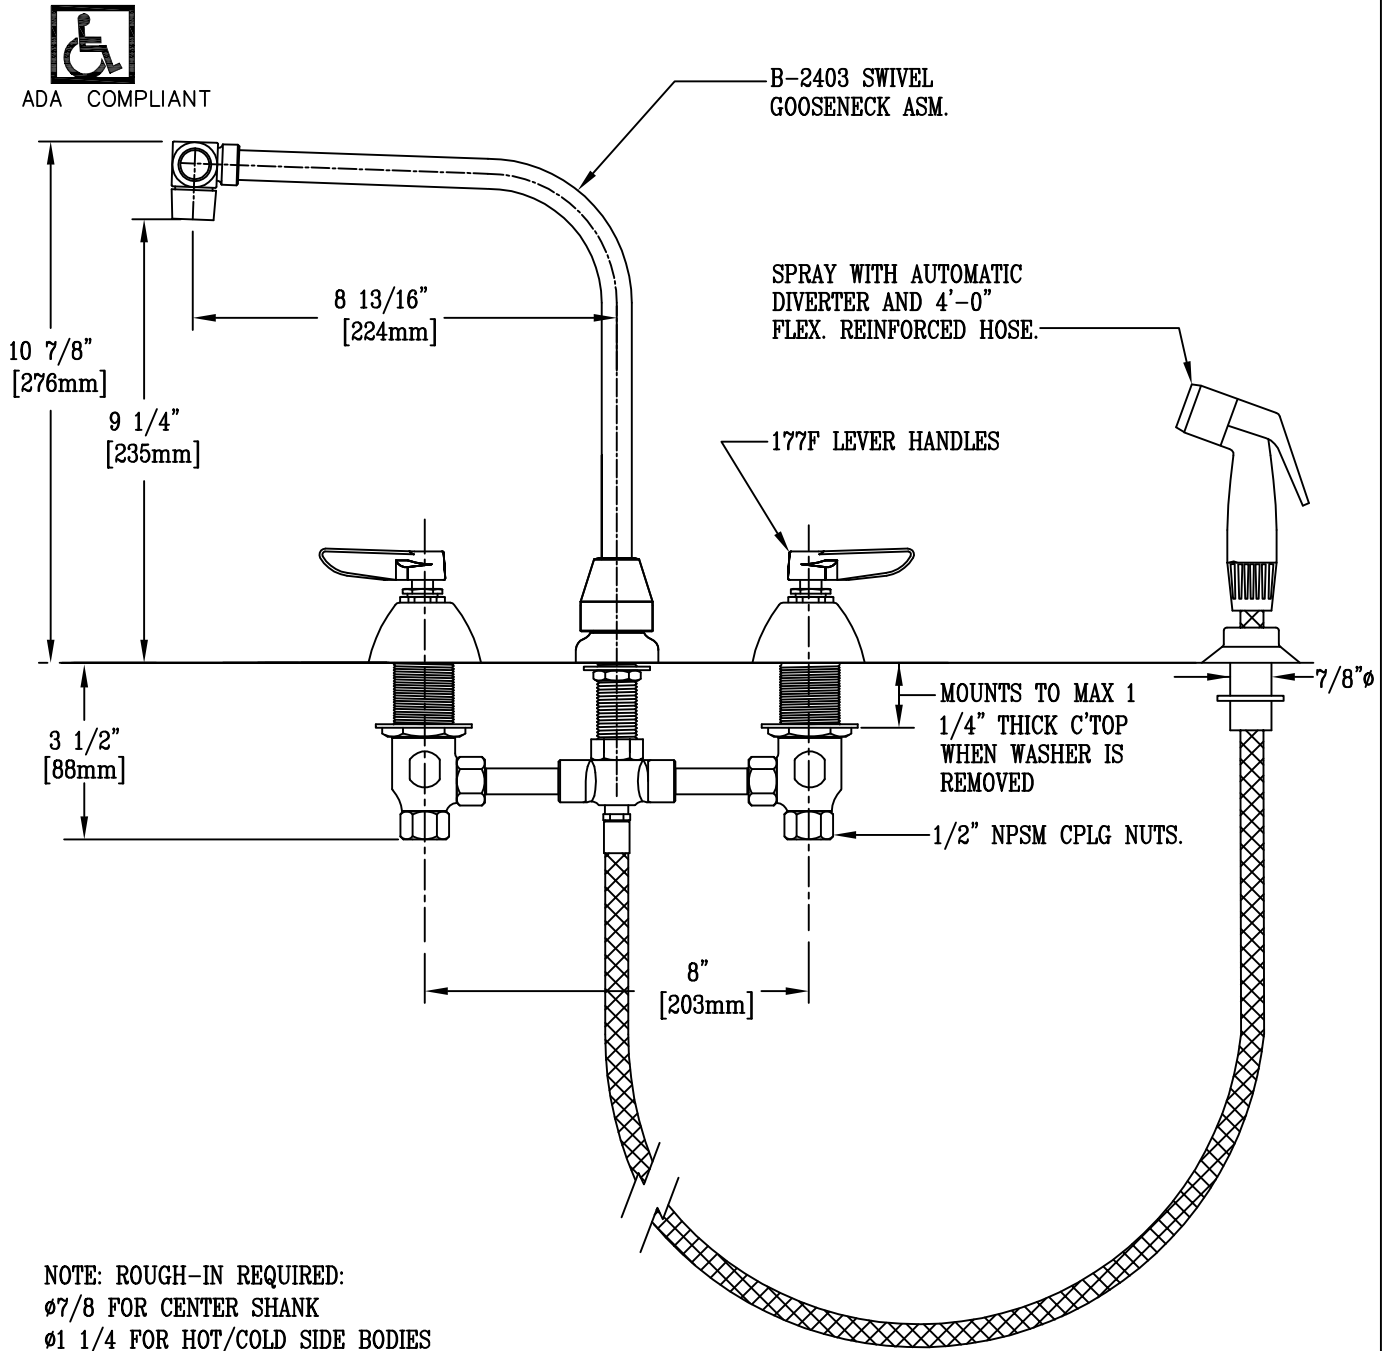 ADA COMPLIANT
B-2403 SWIVEL
GOOSENECK ASM.
SPRAY WITH AUTOMATIC
DIVERTER AND 4'-0"
FLEX. REINFORCED HOSE.
8 13/16"
[224mm]
10 7/8"
[276mm]
9 1/4"
[235mm]
177F LEVER HANDLES
7/8"ø
MOUNTS TO MAX 1
1/4" THICK C'TOP
WHEN WASHER IS
REMOVED
3 1/2"
[88mm]
1/2" NPSM CPLG NUTS.
8"
[203mm]
NOTE: ROUGH-IN REQUIRED:
ø7/8 FOR CENTER SHANK
ø1 1/4 FOR HOT/COLD SIDE BODIES